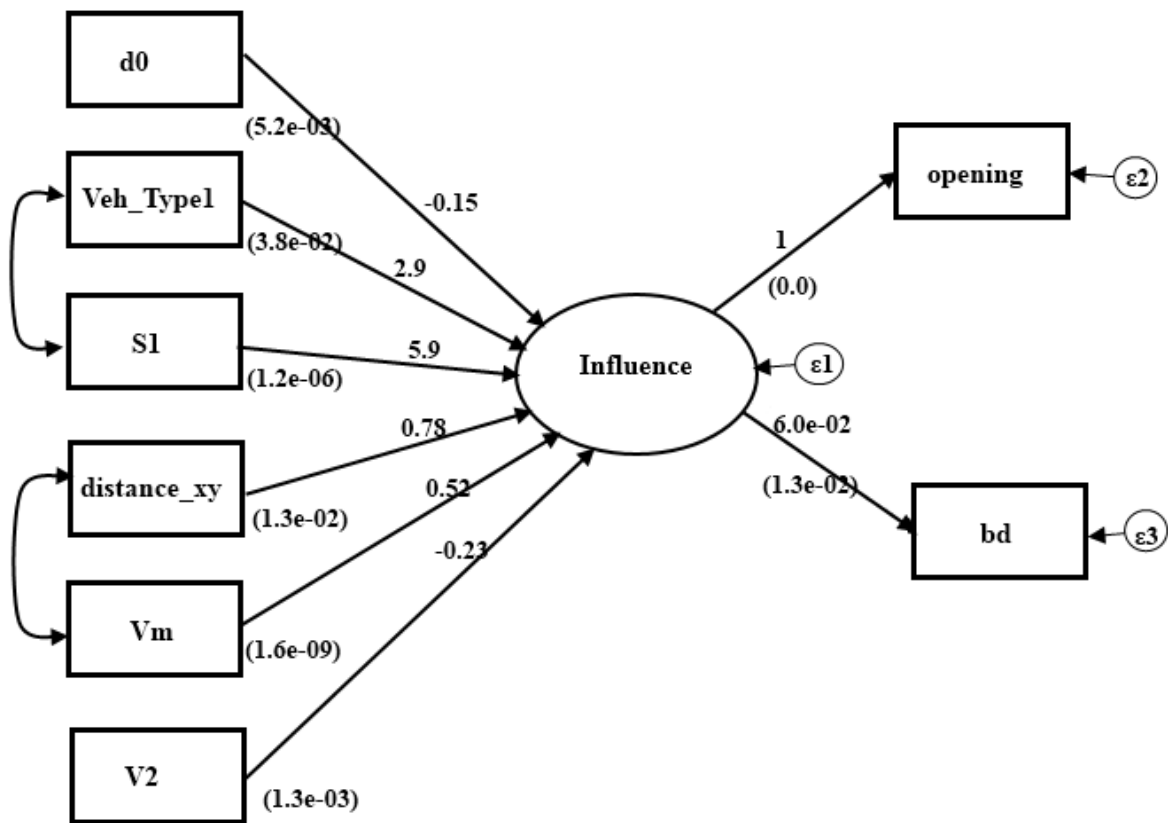 d0
(5.2e-03)
-0.15
Veh_Type1
(3.8e-02)
2.9
S1
(1.2e-06)
5.9
distance_xy
(1.3e-02)
0.78
Vm
(1.6e-09)
0.52
V2
(1.3e-03)
-0.23
Influence
ε1
1
(0.0)
opening
ε2
6.0e-02
(1.3e-02)
bd
ε3